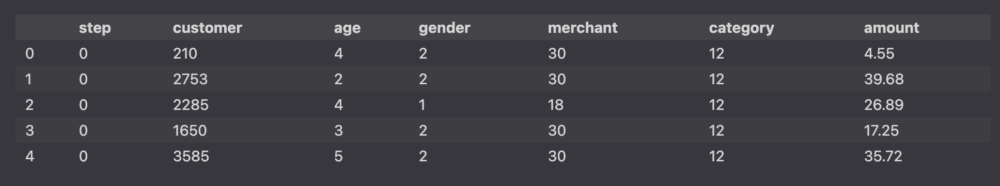 step customer age gender merchant category amount
0 0 210 4 2 30 12 4.55
1 0 2753 2 2 30 12 39.68
2 0 2285 4 1 18 12 26.89
3 0 1650 3 2 30 12 17.25
4 0 3585 5 2 30 12 35.72